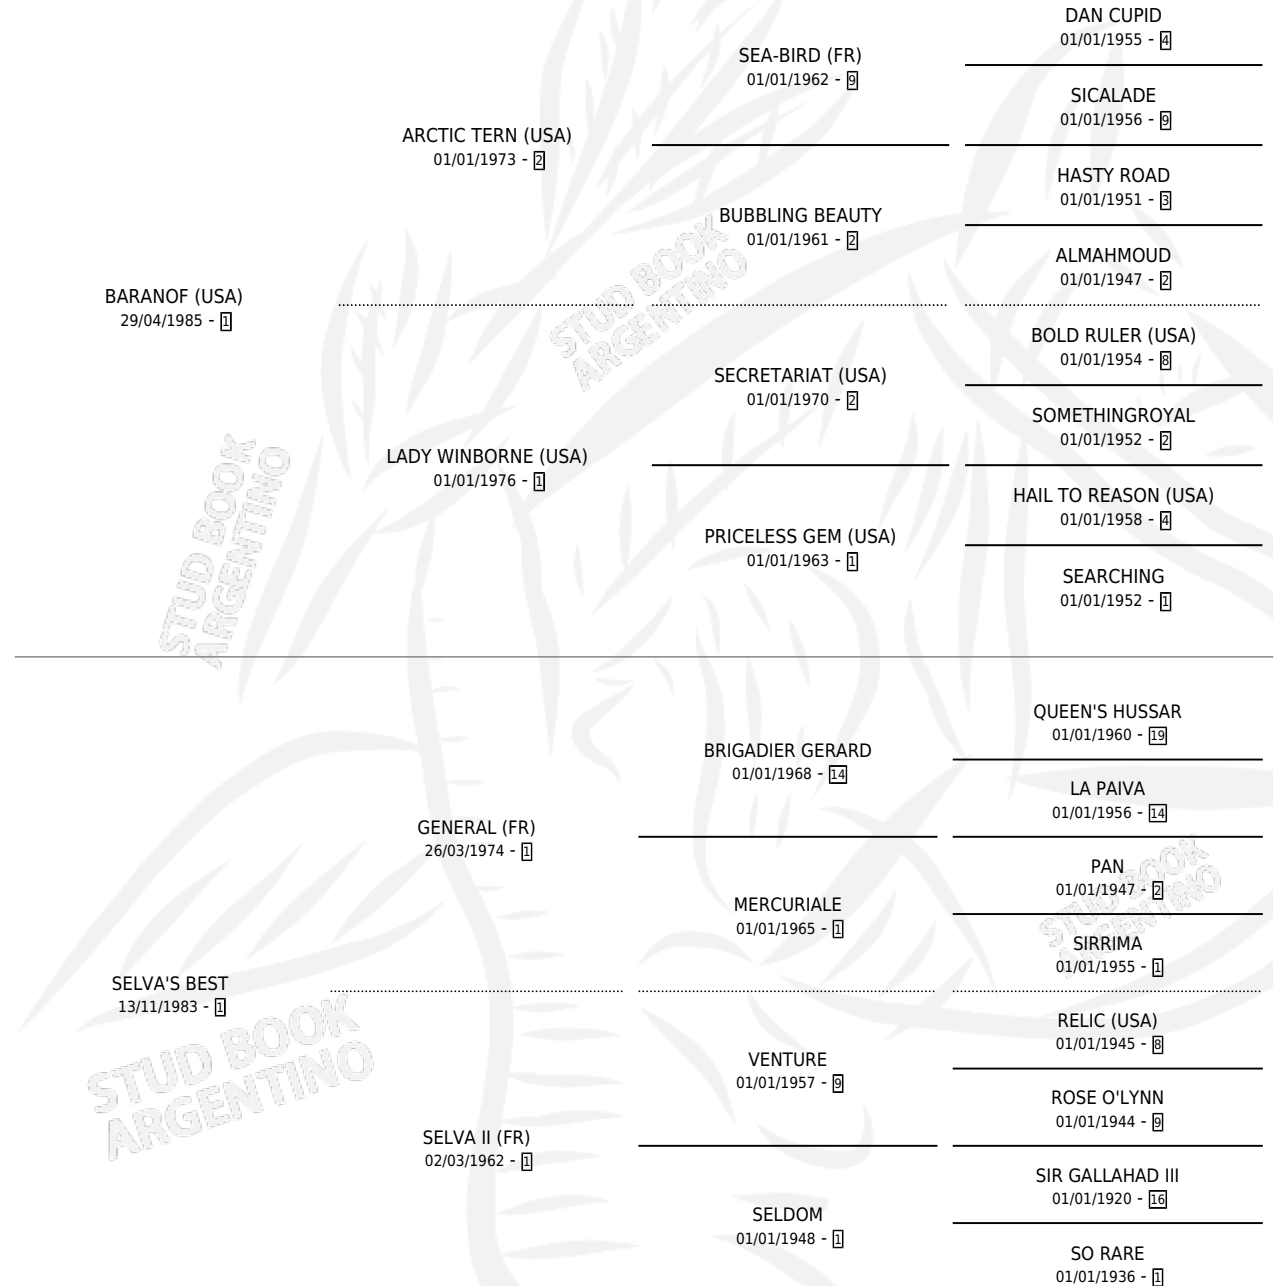 DAN CUPID
01/01/1955 - 4
SEA-BIRD (FR)
01/01/1962 - 9
SICALADE
01/01/1956 - 9
ARCTIC TERN (USA)
01/01/1973 - 2
HASTY ROAD
01/01/1951 - 3
BUBBLING BEAUTY
01/01/1961 - 2
ALMAHMOUD
01/01/1947 - 2
BARANOF (USA)
29/04/1985 - 1
BOLD RULER (USA)
01/01/1954 - 8
SECRETARIAT (USA)
01/01/1970 - 2
SOMETHINGROYAL
01/01/1952 - 2
LADY WINBORNE (USA)
01/01/1976 - 1
HAIL TO REASON (USA)
01/01/1958 - 4
PRICELESS GEM (USA)
01/01/1963 - 1
SEARCHING
01/01/1952 - 1
QUEEN'S HUSSAR
01/01/1960 - 19
BRIGADIER GERARD
01/01/1968 - 14
LA PAIVA
01/01/1956 - 14
GENERAL (FR)
26/03/1974 - 1
PAN
01/01/1947 - 2
MERCURIALE
01/01/1965 - 1
SIRRIMA
01/01/1955 - 1
SELVA'S BEST
13/11/1983 - 1
RELIC (USA)
01/01/1945 - 8
VENTURE
01/01/1957 - 9
ROSE O'LYNN
01/01/1944 - 9
SELVA II (FR)
02/03/1962 - 1
SIR GALLAHAD III
01/01/1920 - 16
SELDOM
01/01/1948 - 1
SO RARE
01/01/1936 - 1
STUD BOOK
ARGENTINO
STUD BOOK
ARGENTINO
STUD BOOK
ARGENTINO
STUD BOOK
ARGENTINO